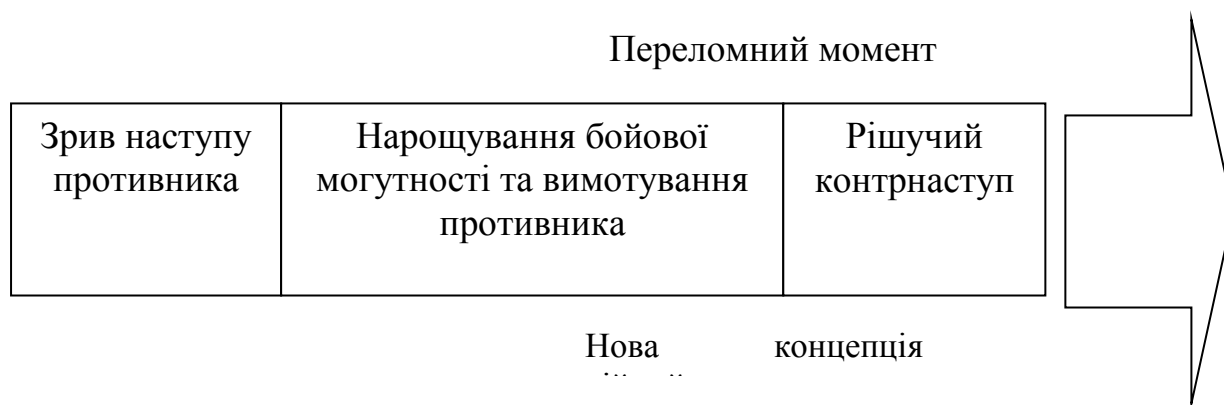 Переломний момент
Зрив наступу
противника
Нарощування бойової
могутності та вимотування
противника
Рішучий
контрнаступ
Нова концепція